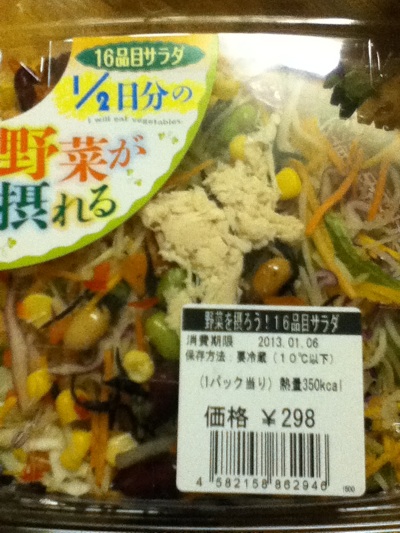 16品目サラダ
1/2日分の
I will eat vegetables.
野菜が
摂れる
野菜を摂ろう!16品目サラダ
消費期限 2013.01.06
保存方法:要冷蔵(10℃以下)
(1パック当り) 熱量350kcal
価格 ¥298
4 582158 862940
1500